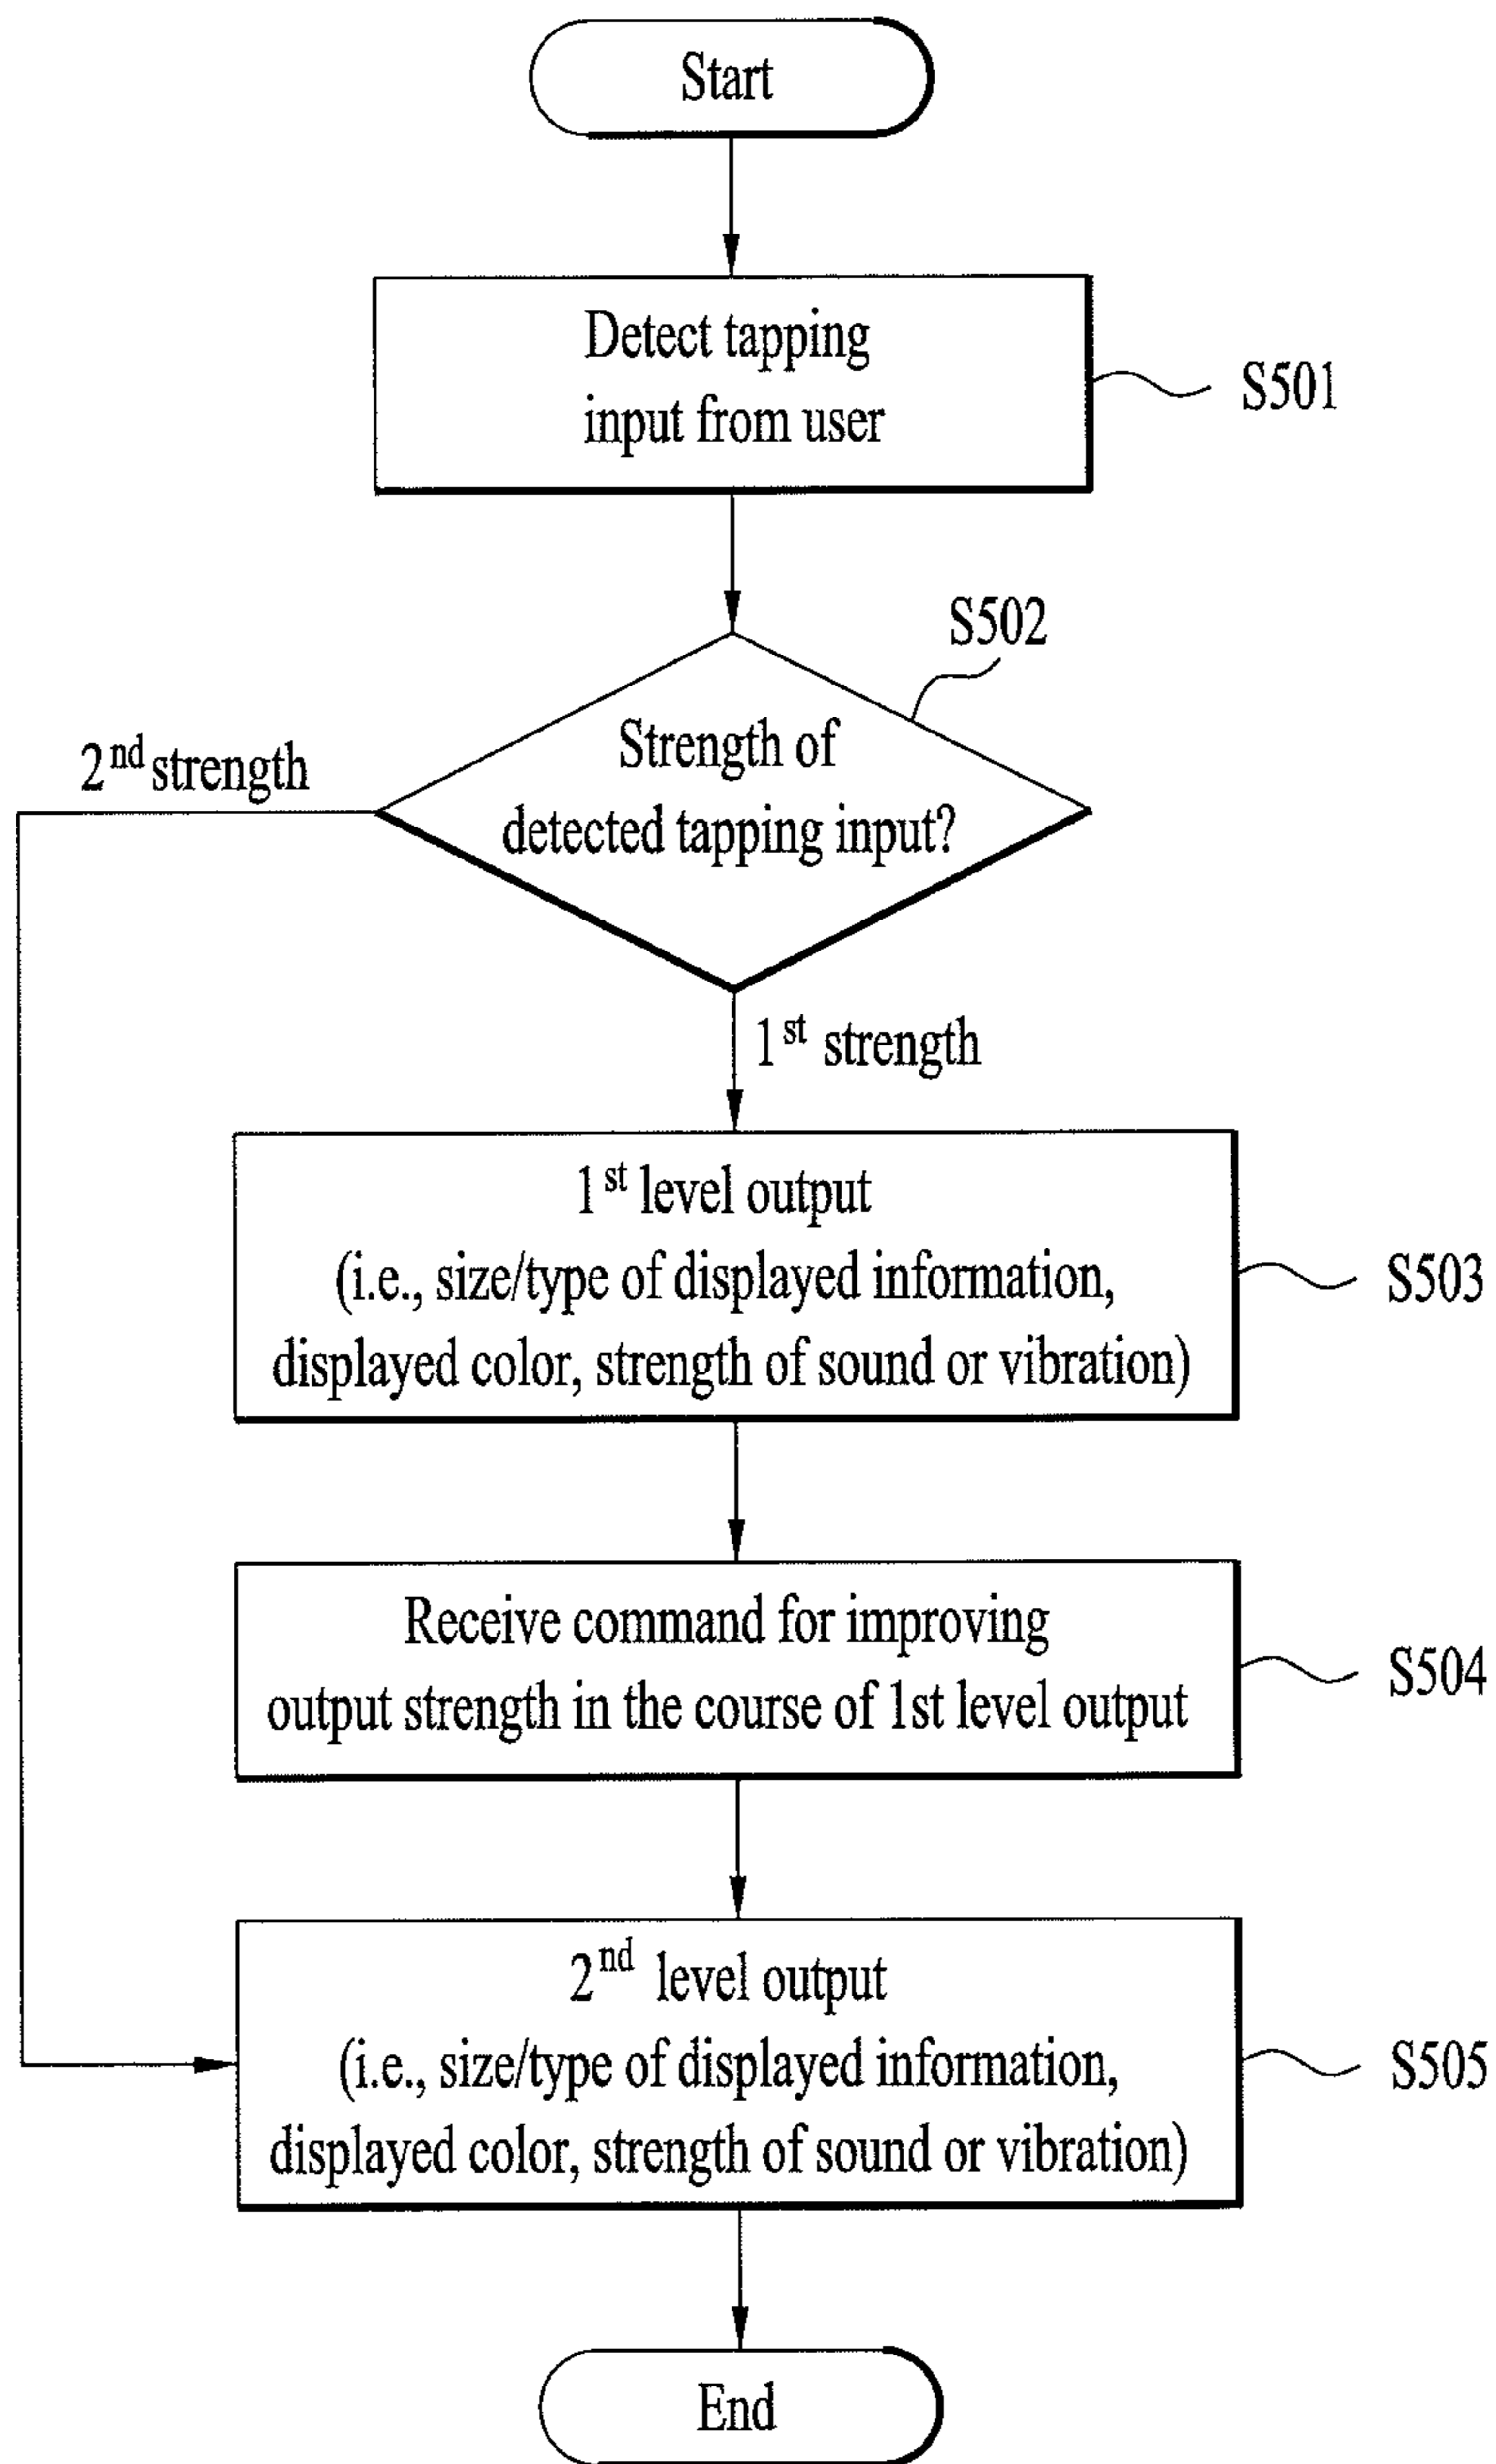 Start
Detect tapping
input from user
S501
S502
Strength of
detected tapping input?
2nd strength
1st strength
1st level output
(i.e., size/type of displayed information,
displayed color, strength of sound or vibration)
S503
Receive command for improving
output strength in the course of 1st level output
S504
2nd level output
(i.e., size/type of displayed information,
displayed color, strength of sound or vibration)
S505
End